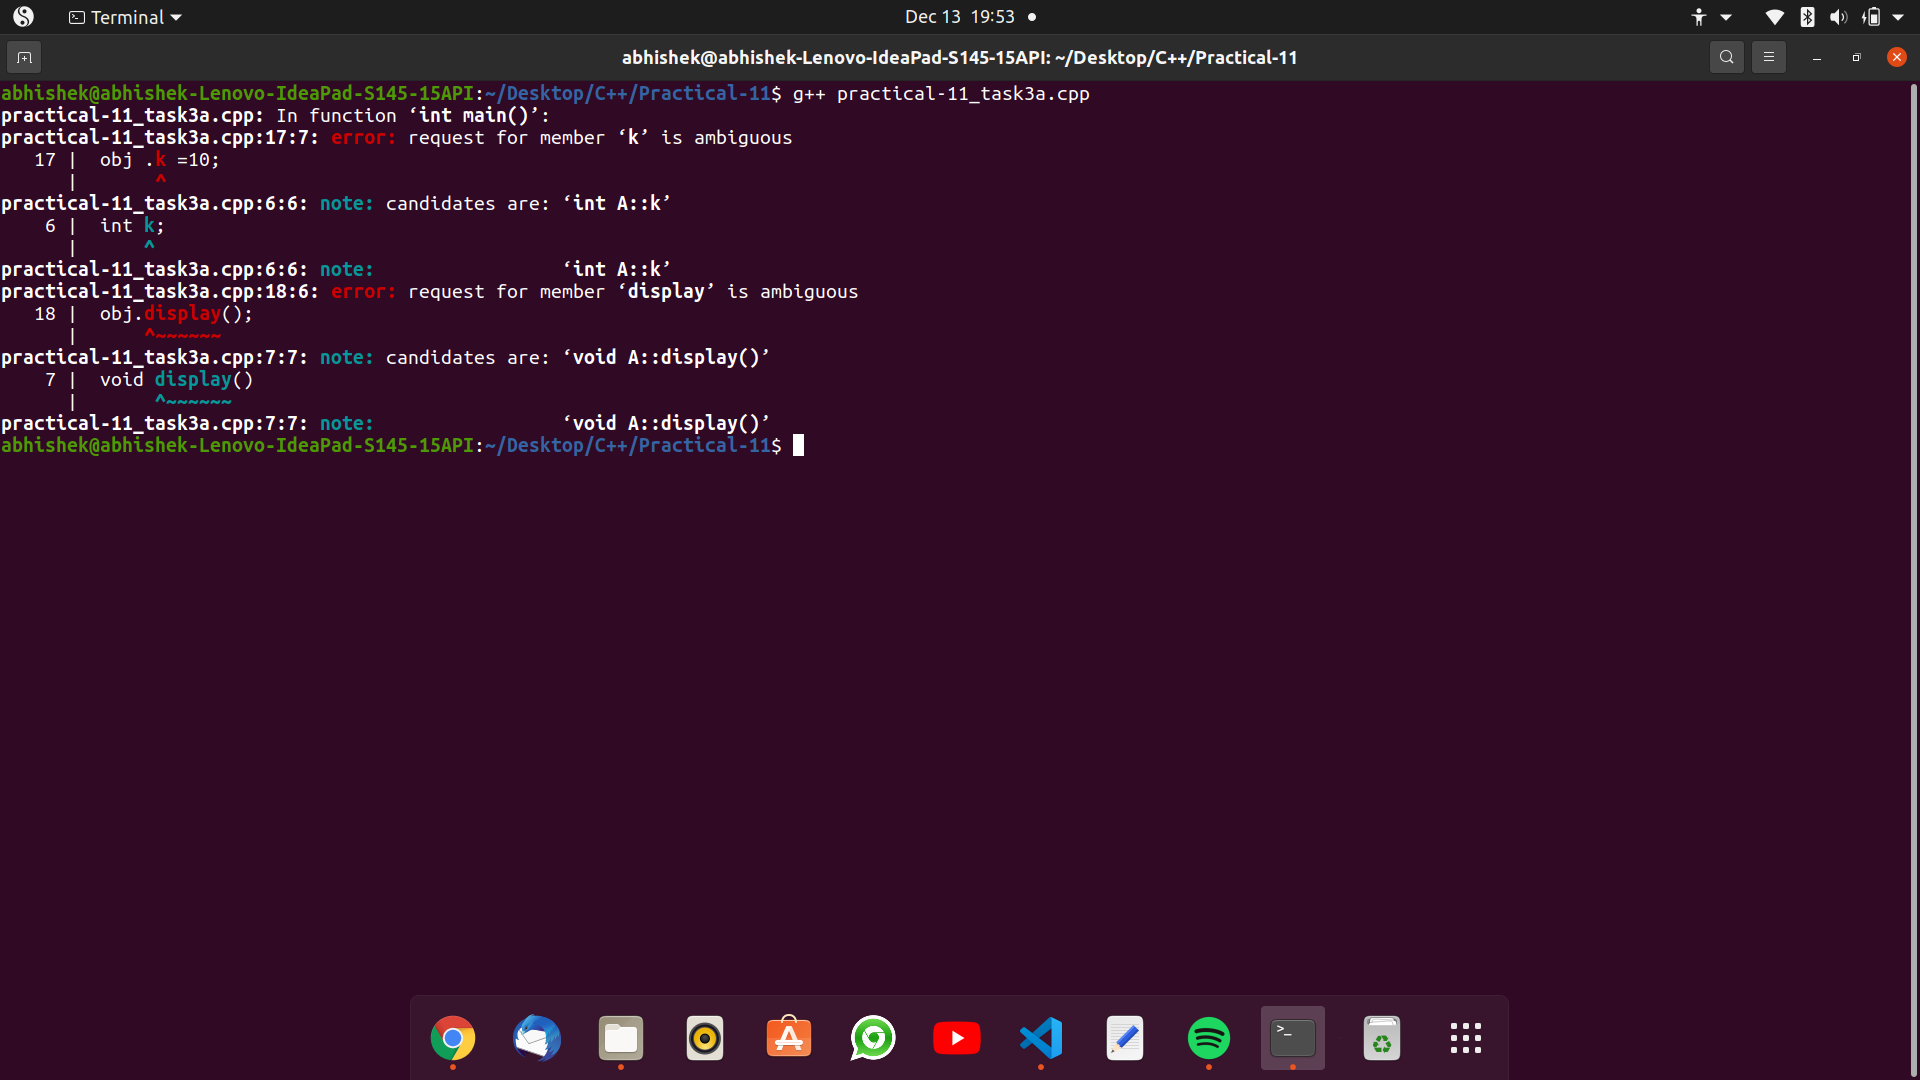 Terminal
Dec 13 19:53
abhishek@abhishek-Lenovo-IdeaPad-S145-15API: ~/Desktop/C++/Practical-11
abhishek@abhishek-Lenovo-IdeaPad-S145-15API:~/Desktop/C++/Practical-11$ g++ practical-11_task3a.cpp
practical-11_task3a.cpp: In function ‘int main()’:
practical-11_task3a.cpp:17:7: error: request for member ‘k’ is ambiguous
   17 |  obj .k =10;
      |       ^
practical-11_task3a.cpp:6:6: note: candidates are: ‘int A::k’
    6 |  int k;
      |      ^
practical-11_task3a.cpp:6:6: note:                 ‘int A::k’
practical-11_task3a.cpp:18:6: error: request for member ‘display’ is ambiguous
   18 |  obj.display();
      |      ^~~~~~~
practical-11_task3a.cpp:7:7: note: candidates are: ‘void A::display()’
    7 |  void display()
      |       ^~~~~~~
practical-11_task3a.cpp:7:7: note:                 ‘void A::display()’
abhishek@abhishek-Lenovo-IdeaPad-S145-15API:~/Desktop/C++/Practical-11$